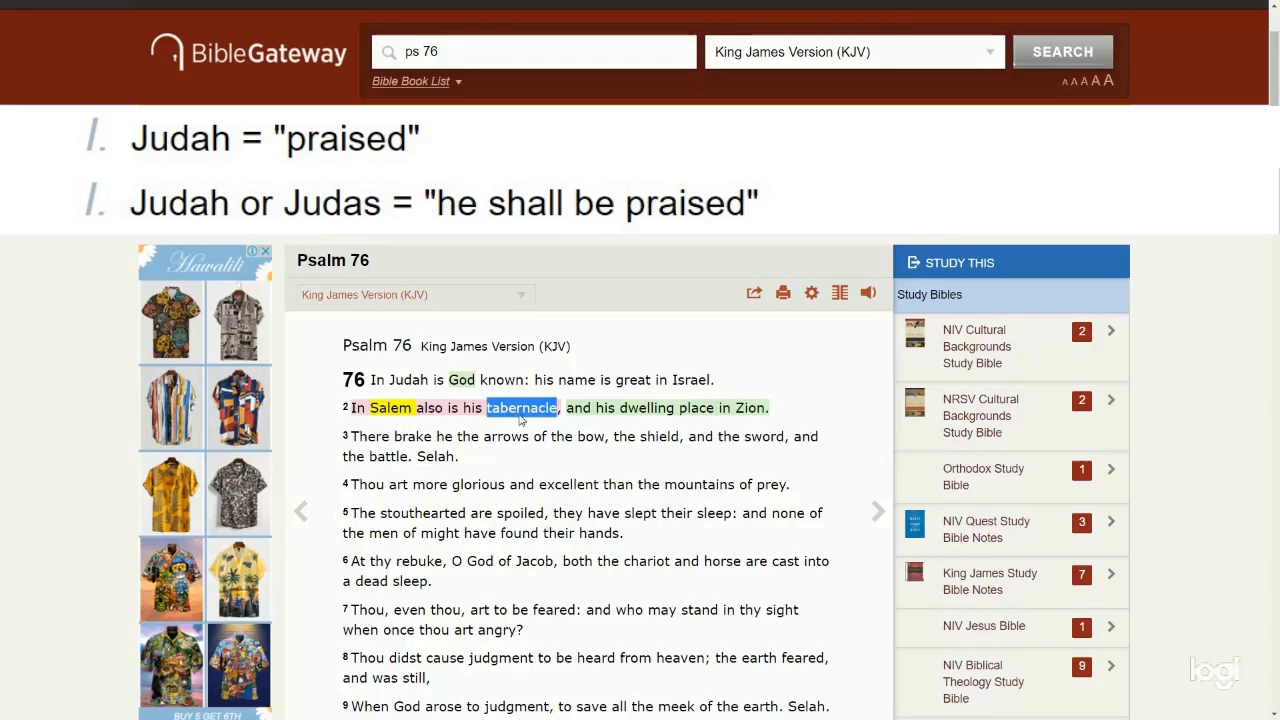 BibleGateway
ps 76
King James Version (KJV)
SEARCH
Bible Book List
A A A A A
I. Judah = "praised"
I. Judah or Judas = "he shall be praised"
Hawalili
Psalm 76
King James Version (KJV)
Psalm 76 King James Version (KJV)
76 In Judah is God known: his name is great in Israel.
2 In Salem also is his tabernacle, and his dwelling place in Zion.
3 There brake he the arrows of the bow, the shield, and the sword, and
the battle. Selah.
4 Thou art more glorious and excellent than the mountains of prey.
5 The stouthearted are spoiled, they have slept their sleep: and none of
the men of might have found their hands.
6 At thy rebuke, O God of Jacob, both the chariot and horse are cast into
a dead sleep.
7 Thou, even thou, art to be feared: and who may stand in thy sight
when once thou art angry?
8 Thou didst cause judgment to be heard from heaven; the earth feared,
and was still,
9 When God arose to judgment, to save all the meek of the earth. Selah.
BUY 5 GET 6TH
STUDY THIS
Study Bibles
NIV Cultural
Backgrounds
Study Bible
2
NRSV Cultural
Backgrounds
Study Bible
2
Orthodox Study
Bible
1
NIV Quest Study
Bible Notes
3
King James Study
Bible Notes
7
NIV Jesus Bible
1
NIV Biblical
Theology Study
Bible
9
logi